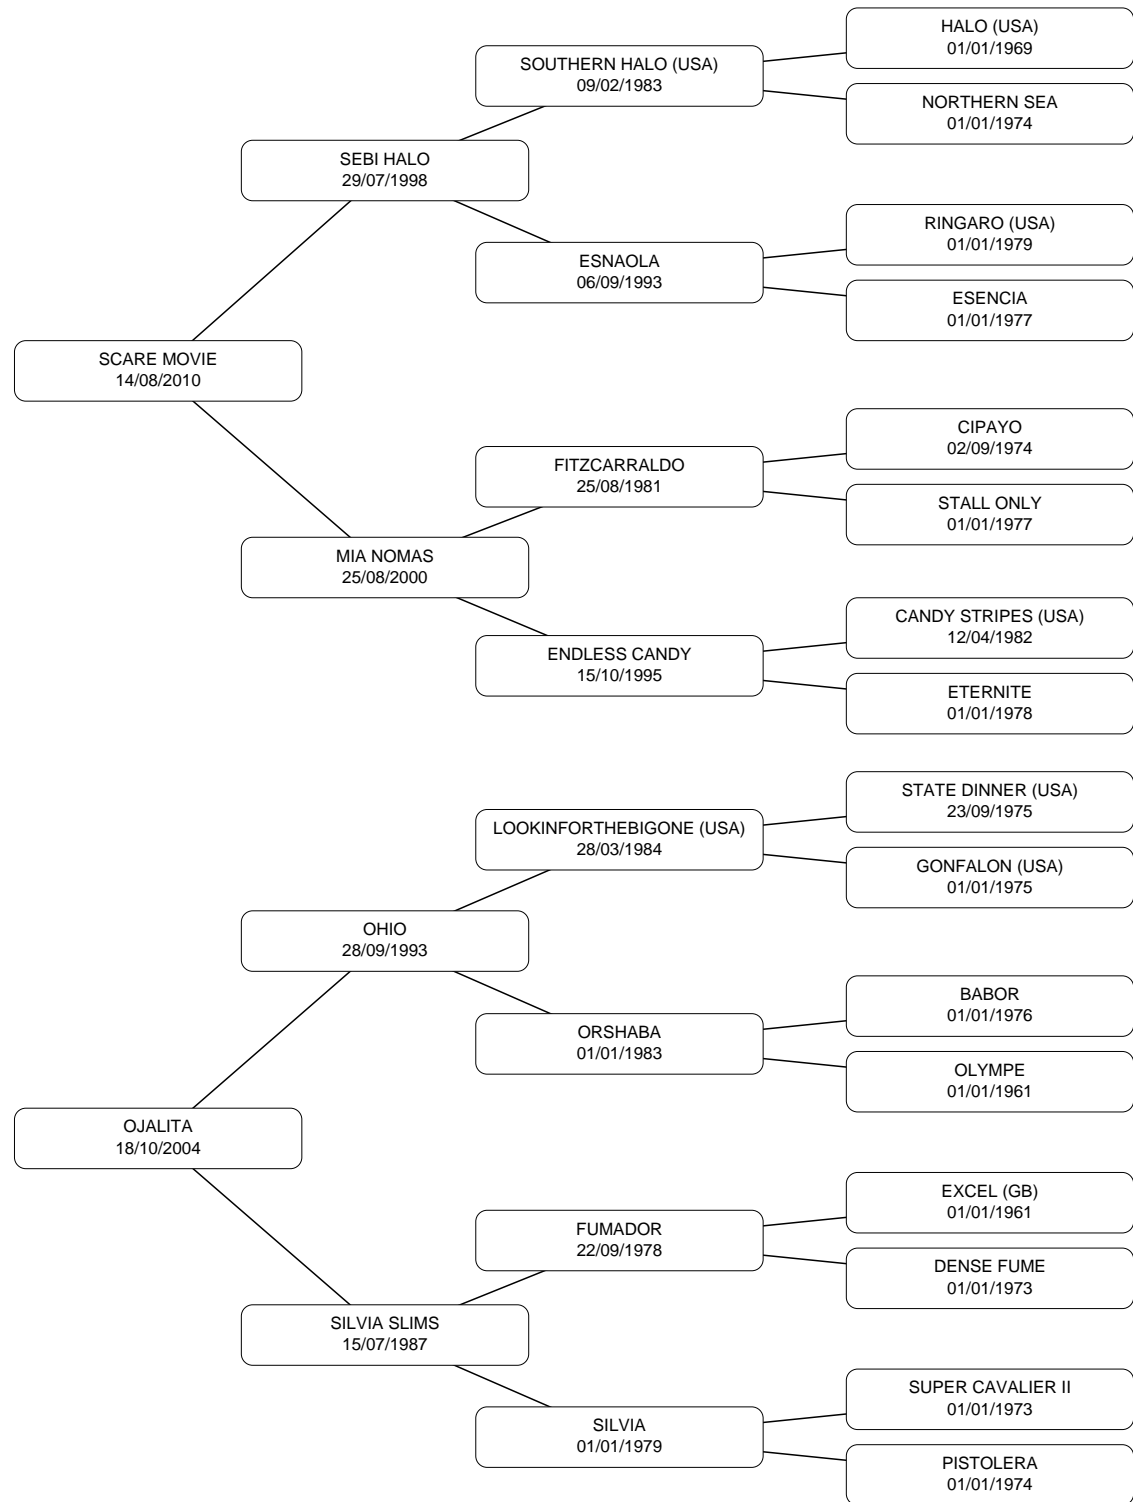 HALO (USA)
01/01/1969
SOUTHERN HALO (USA)
09/02/1983
NORTHERN SEA
01/01/1974
SEBI HALO
29/07/1998
RINGARO (USA)
01/01/1979
ESNAOLA
06/09/1993
ESENCIA
01/01/1977
SCARE MOVIE
14/08/2010
CIPAYO
02/09/1974
FITZCARRALDO
25/08/1981
STALL ONLY
01/01/1977
MIA NOMAS
25/08/2000
CANDY STRIPES (USA)
12/04/1982
ENDLESS CANDY
15/10/1995
ETERNITE
01/01/1978
STATE DINNER (USA)
23/09/1975
LOOKINFORTHEBIGONE (USA)
28/03/1984
GONFALON (USA)
01/01/1975
OHIO
28/09/1993
BABOR
01/01/1976
ORSHABA
01/01/1983
OLYMPE
01/01/1961
OJALITA
18/10/2004
EXCEL (GB)
01/01/1961
FUMADOR
22/09/1978
DENSE FUME
01/01/1973
SILVIA SLIMS
15/07/1987
SUPER CAVALIER II
01/01/1973
SILVIA
01/01/1979
PISTOLERA
01/01/1974